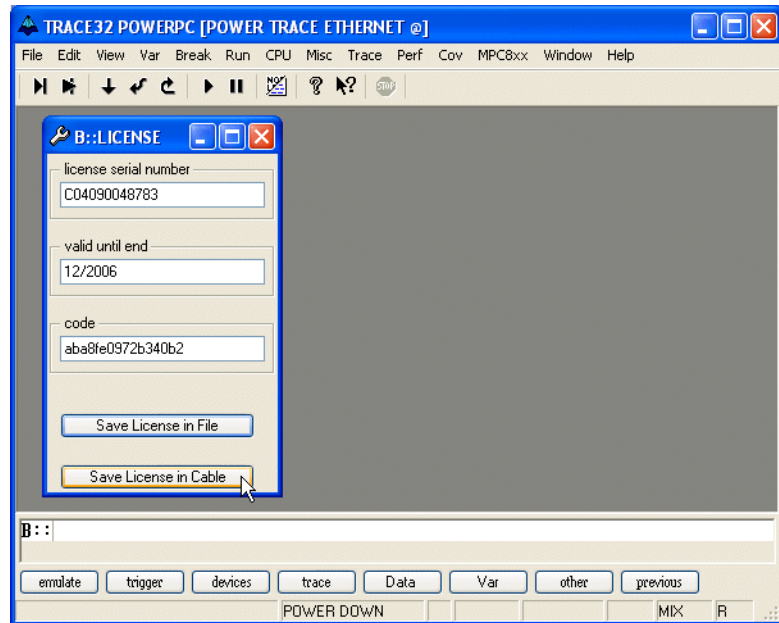 TRACE32 POWERPC [POWER TRACE ETHERNET @]
File Edit View Var Break Run CPU Misc Trace Perf Cov MPC8xx Window Help
STOP
B::LICENSE
license serial number
C04090048783
valid until end
12/2006
code
aba8fe0972b340b2
Save License in File
Save License in Cable
B::
emulate trigger devices trace Data Var other previous
POWER DOWN MIX R